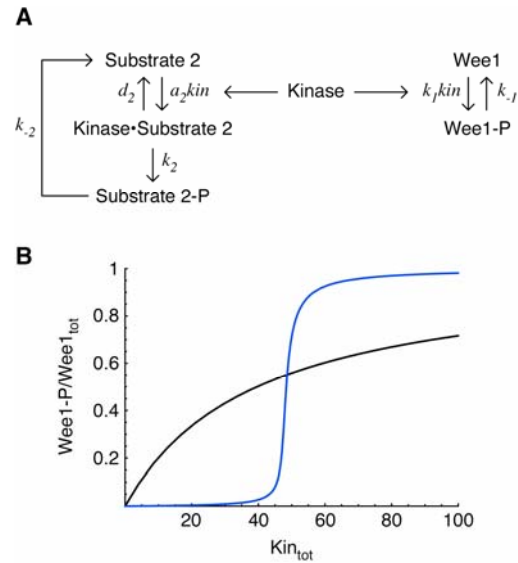 A
Substrate 2 Wee1
d2 a2kin Kinase k1kin k-1
k-2 Kinase•Substrate 2 Wee1-P
k2
Substrate 2-P
B
Wee1-P/Wee1tot
1
0.8
0.6
0.4
0.2
20 40 60 80 100
Kintot